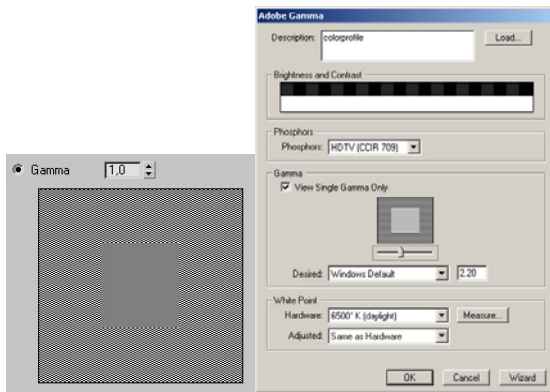 Gamma 1,0
Adobe Gamma
Description: colorprofile Load...
Brightness and Contrast
Phosphors
Phosphors: HDTV (CCIR 709)
Gamma
View Single Gamma Only
Desired: Windows Default 2.20
White Point
Hardware: 6500° K (daylight) Measure...
Adjusted: Same as Hardware
OK Cancel Wizard